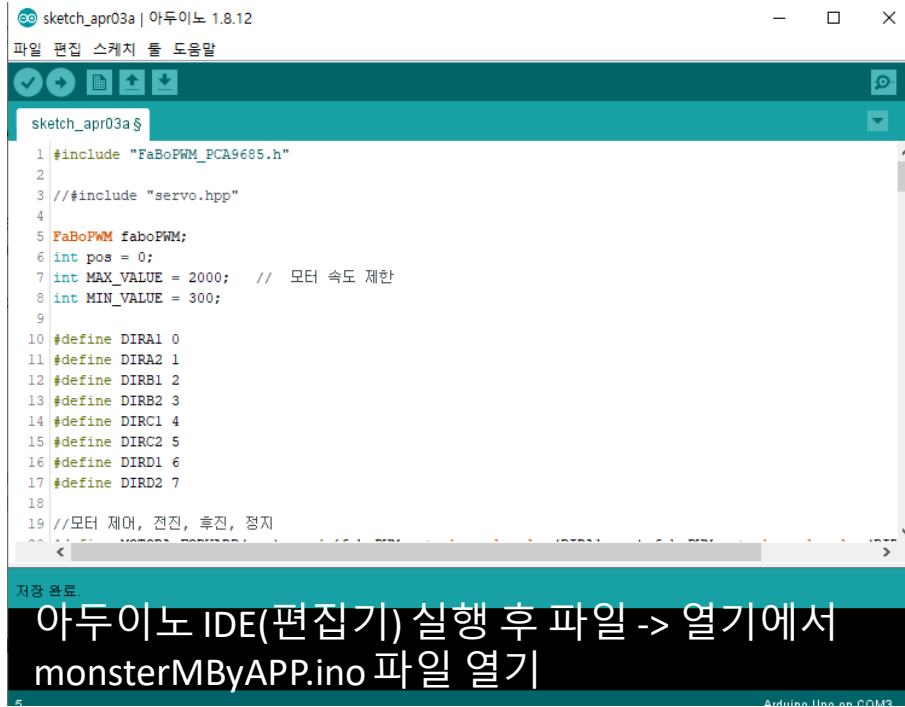 sketch_apr03a | 아두이노 1.8.12
파일 편집 스케치 툴 도움말
sketch_apr03a §
1 #include "FaBoPWM_PCA9685.h"
2
3 //#include "servo.hpp"
4
5 FaBoPWM faboPWM;
6 int pos = 0;
7 int MAX_VALUE = 2000; // 모터 속도 제한
8 int MIN_VALUE = 300;
9
10 #define DIRA1 0
11 #define DIRA2 1
12 #define DIRB1 2
13 #define DIRB2 3
14 #define DIRC1 4
15 #define DIRC2 5
16 #define DIRD1 6
17 #define DIRD2 7
18
19 //모터 제어, 전진, 후진, 정지
저장 완료.
아두이노 IDE(편집기) 실행 후 파일 -> 열기에서
monsterMByAPP.ino 파일 열기
5 Arduino Uno on COM3